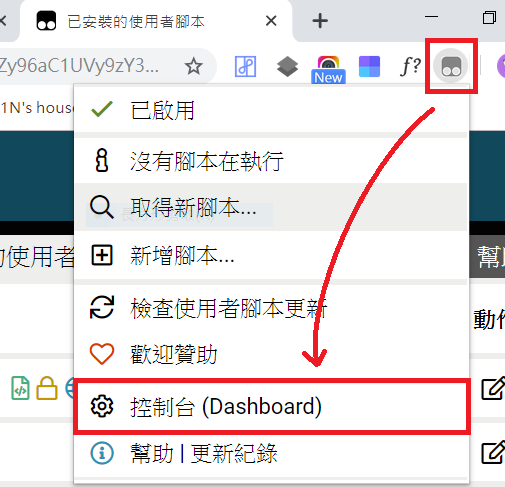 已安裝的使用者腳本
Zy96aC1UVy9zY3...
New
f?
1N's house
已啟用
沒有腳本在執行
取得新腳本...
的使用者
幫助
新增腳本...
檢查使用者腳本更新
動作
歡迎贊助
控制台 (Dashboard)
幫助 | 更新紀錄